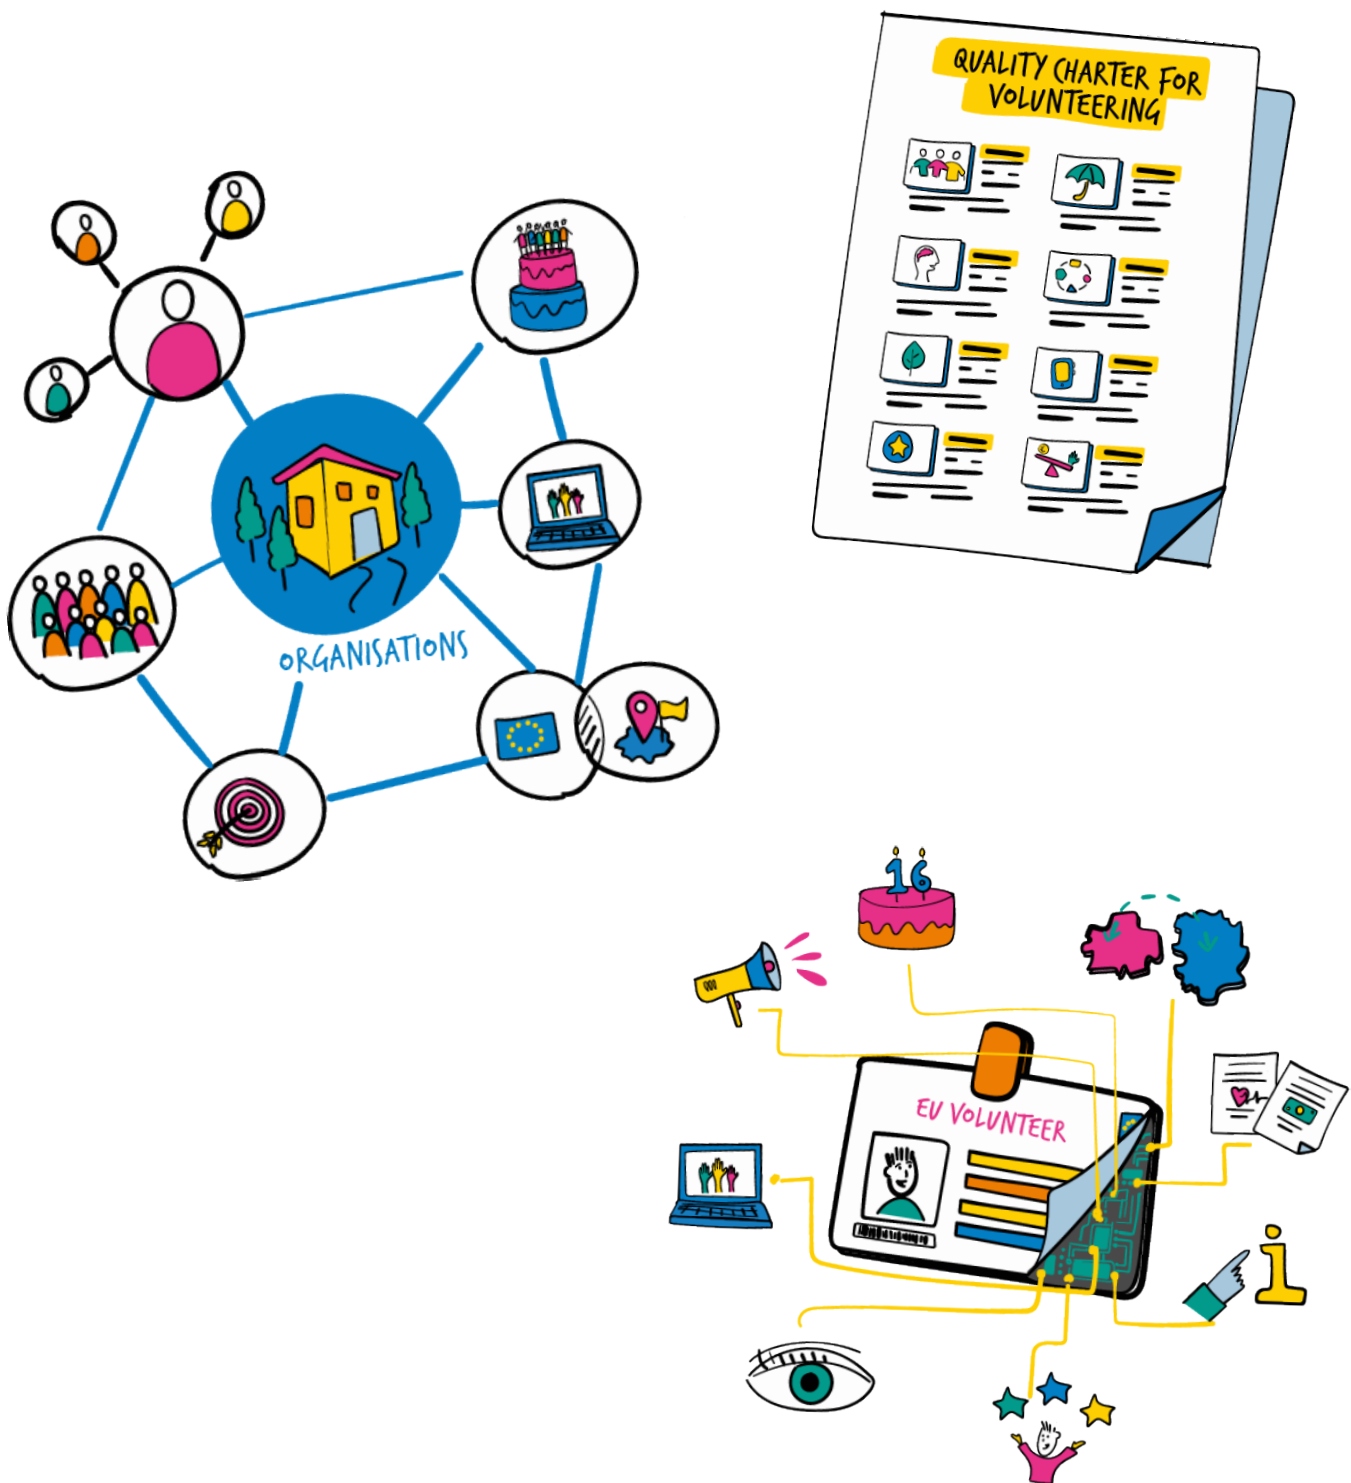 QUALITY CHARTER FOR
VOLUNTEERING
ORGANISATIONS
16
EU VOLUNTEER
i